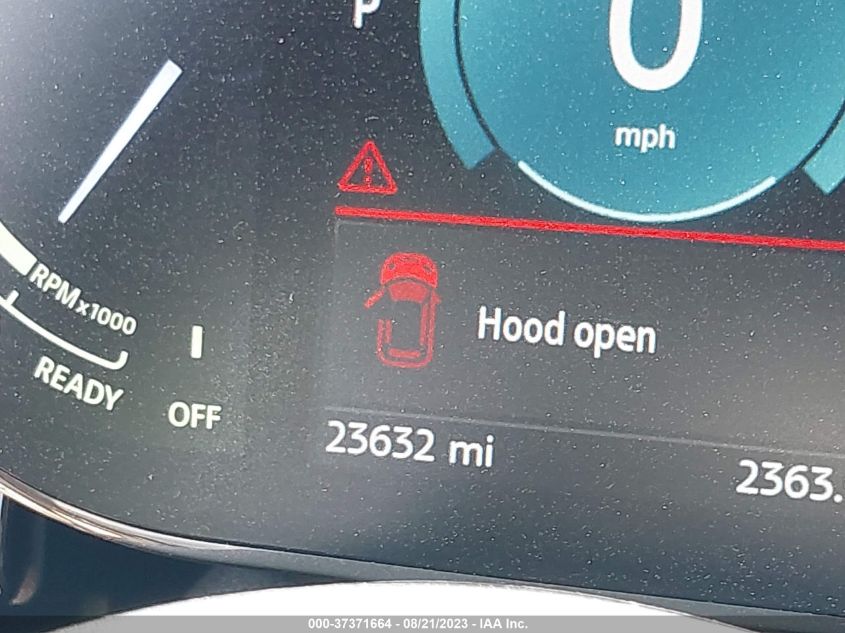 P
0
mph
RPMx1000
READY
OFF
Hood open
23632 mi
2363.
000-37371664 - 08/21/2023 - IAA Inc.